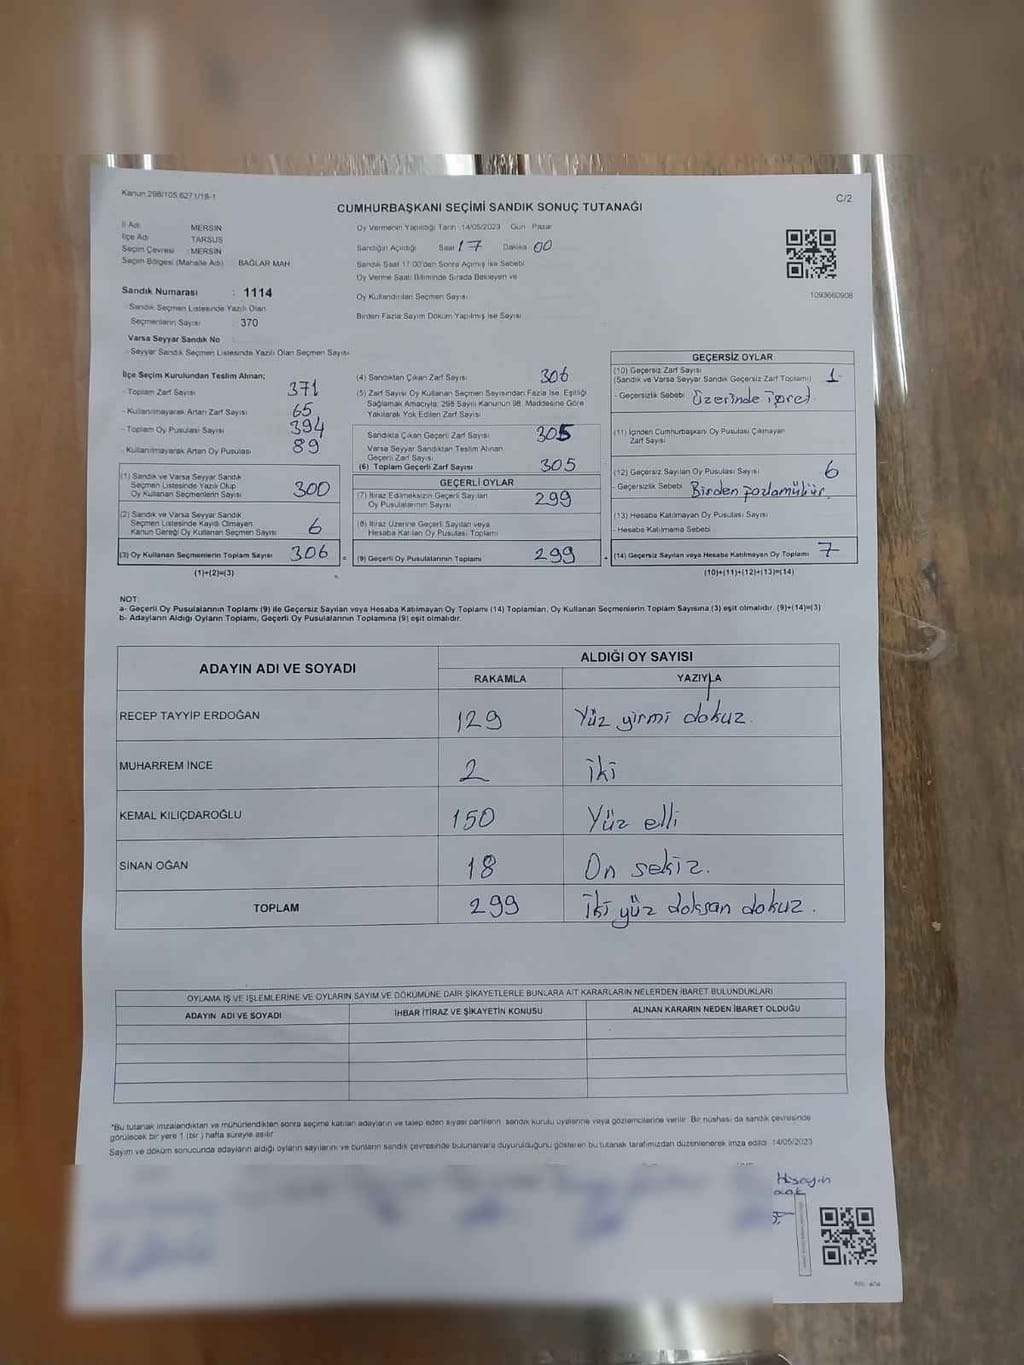 Kanun 298/105,6271/18-1
C/2
CUMHURBAŞKANI SEÇİMİ SANDIK SONUÇ TUTANAĞI
İl Adı MERSİN
İlçe Adı TARSUS
Seçim Çevresi : MERSİN
Seçim Bölgesi (Mahalle Adı) : BAĞLAR MAH
Sandık Numarası : 1114
Sandık Seçmen Listesinde Yazılı Olan
Seçmenlerin Sayısı : 370
Varsa Seyyar Sandık No
Seyyar Sandık Seçmen Listesinde Yazılı Olan Seçmen Sayısı
Oy Vermenin Yapıldığı Tarih : 14/05/2023 Gün : Pazar
Sandığın Açıldığı Saat 17 Dakika 00
Sandık Saat 17:00'den Sonra Açılmış İse Sebebi
Oy Verme Saati Bitiminde Sırada Bekleyen ve
Oy Kullandırılan Seçmen Sayısı
Birden Fazla Sayım Döküm Yapılmış İse Sayısı
1093660908
İlçe Seçim Kurulundan Teslim Alınan;
- Toplam Zarf Sayısı 371
- Kullanılmayarak Artan Zarf Sayısı 65
- Toplam Oy Pusulası Sayısı 394
- Kullanılmayarak Artan Oy Pusulası 89
(1) Sandık ve Varsa Seyyar Sandık
Seçmen Listesinde Yazılı Olup
Oy Kullanan Seçmenlerin Sayısı 300
(2) Sandık ve Varsa Seyyar Sandık
Seçmen Listesinde Kayıtlı Olmayan
Kanun Gereği Oy Kullanan Seçmen Sayısı 6
(3) Oy Kullanan Seçmenlerin Toplam Sayısı 306 =
(1)+(2)=(3)
(4) Sandıktan Çıkan Zarf Sayısı 306
(5) Zarf Sayısı Oy Kullanan Seçmen Sayısından Fazla İse, Eşitliği
Sağlamak Amacıyla, 298 Sayılı Kanunun 98. Maddesine Göre
Yakılarak Yok Edilen Zarf Sayısı
Sandıkta Çıkan Geçerli Zarf Sayısı 305
Varsa Seyyar Sandıktan Teslim Alınan
Geçerli Zarf Sayısı
(6) Toplam Geçerli Zarf Sayısı 305
GEÇERLİ OYLAR
(7) İtiraz Edilmeksizin Geçerli Sayılan
Oy Pusulalarının Sayısı 299
(8) İtiraz Üzerine Geçerli Sayılan veya
Hesaba Katılan Oy Pusulası Toplamı
(9) Geçerli Oy Pusulalarının Toplamı 299 +
GEÇERSİZ OYLAR
(10) Geçersiz Zarf Sayısı
(Sandık ve Varsa Seyyar Sandık Geçersiz Zarf Toplamı) 1
- Geçersizlik Sebebi Üzerinde işaret.
(11) İçinden Cumhurbaşkanı Oy Pusulası Çıkmayan
Zarf Sayısı
(12) Geçersiz Sayılan Oy Pusulası Sayısı 6
- Geçersizlik Sebebi Birden
(13) Hesaba Katılmayan Oy Pusulası Sayısı
- Hesaba Katılmama Sebebi
(14) Geçersiz Sayılan veya Hesaba Katılmayan Oy Toplamı 7
(10)+(11)+(12)+(13)=(14)
NOT:
a- Geçerli Oy Pusulalarının Toplamı (9) ile Geçersiz Sayılan veya Hesaba Katılmayan Oy Toplamı (14) Toplamları, Oy Kullanan Seçmenlerin Toplam Sayısına (3) eşit olmalıdır. (9)+(14)=(3)
b- Adayların Aldığı Oyların Toplamı, Geçerli Oy Pusulalarının Toplamına (9) eşit olmalıdır.
ADAYIN ADI VE SOYADI
ALDIĞI OY SAYISI
RAKAMLA YAZIYLA
RECEP TAYYİP ERDOĞAN 129 Yüz yirmi dokuz.
MUHARREM İNCE 2 İki
KEMAL KILIÇDAROĞLU 150 Yüz elli
SİNAN OĞAN 18 On sekiz.
TOPLAM 299 İki yüz doksan dokuz.
OYLAMA İŞ VE İŞLEMLERİNE VE OYLARIN SAYIM VE DÖKÜMÜNE DAİR ŞİKAYETLERLE BUNLARA AİT KARARLARIN NELERDEN İBARET BULUNDUKLARI
ADAYIN ADI VE SOYADI İHBAR İTİRAZ VE ŞİKAYETİN KONUSU ALINAN KARARIN NEDEN İBARET OLDUĞU
*Bu tutanak imzalandıktan ve mühürlendikten sonra seçime katılan adayların ve talep eden siyasi partilerin sandık kurulu üyelerine veya gözlemcilerine verilir. Bir nüshası da sandık çevresinde
görülecek bir yere 1 (bir) hafta süreyle asılır
Sayım ve döküm sonucunda adayların aldığı oyların sayılarını ve bunların sandık çevresinde bulunanlara duyurulduğunu gösteren bu tutanak tarafımızdan düzenlenerek imza edildi. 14/05/2023